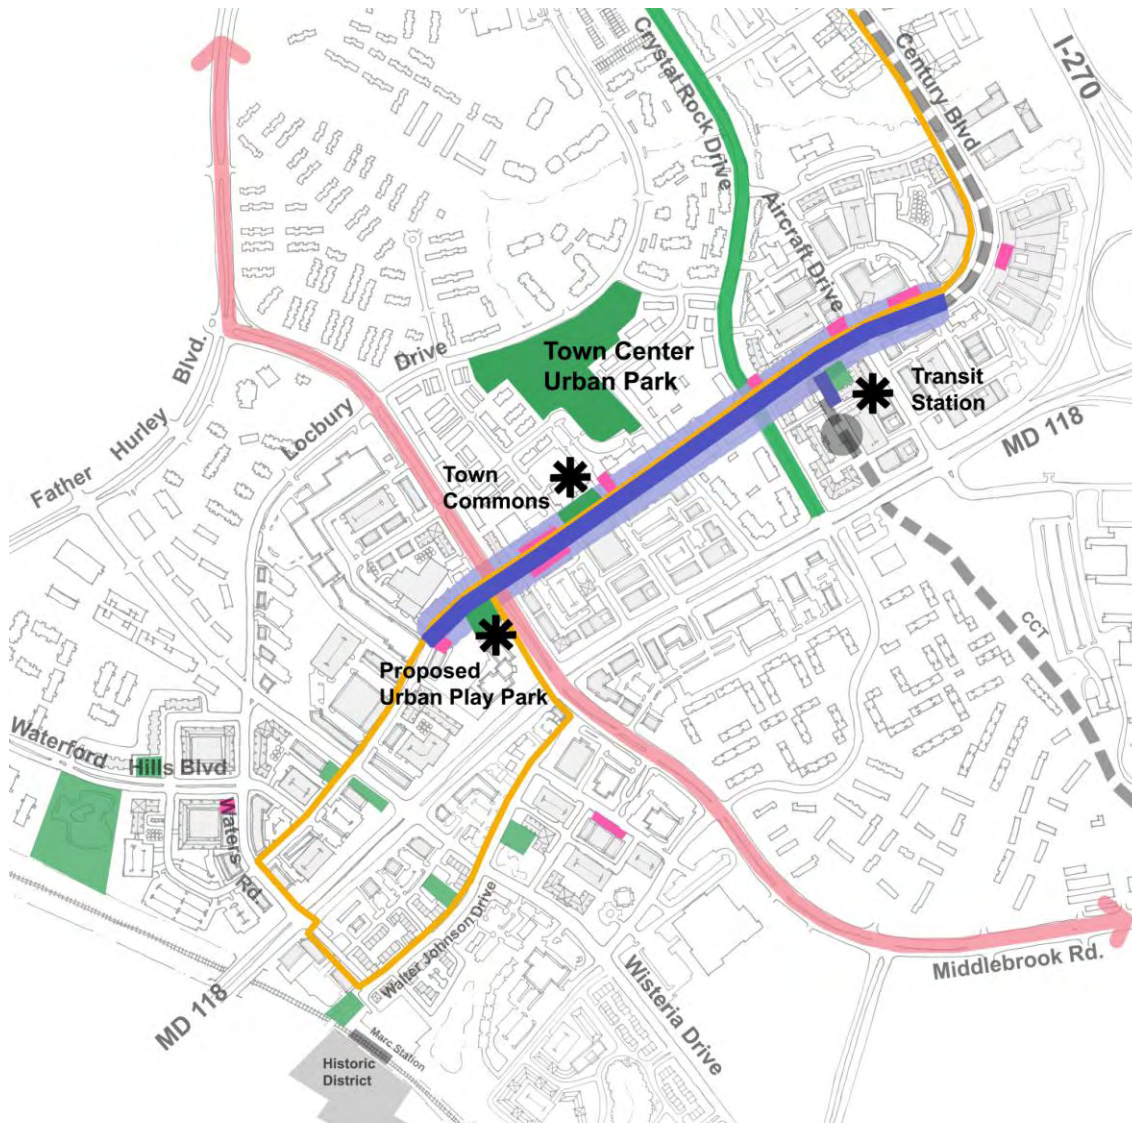 Crystal Rock Drive
Century Blvd
I-270
Aircraft Drive
Town Center
Urban Park
Transit
Station
MD 118
Drive
Locbury
Blvd.
Hurley
Father
Town
Commons
CCT
Proposed
Urban Play Park
Waterford
Hills Blvd
Waters Rd.
Walter Johnson Drive
Wisteria Drive
Middlebrook Rd.
MD 118
Marc Station
Historic
District